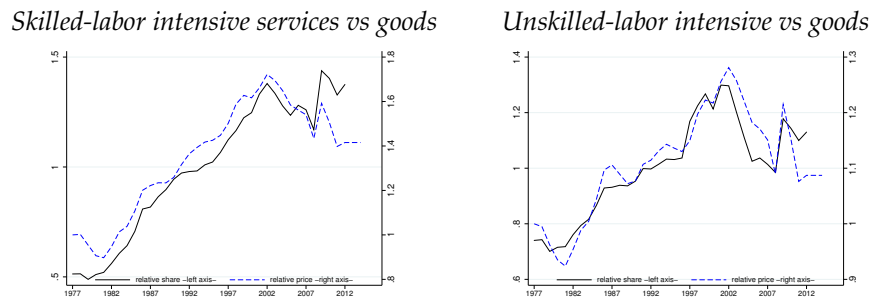 Skilled-labor intensive services vs goods
1.5
1
.5
1.8
1.6
1.4
1.2
1
.8
relative share –left axis–
relative price –right axis–
1977 1982 1987 1992 1997 2002 2007 2012
Unskilled-labor intensive vs goods
1.4
1.2
1
.8
.6
1.3
1.2
1.1
1
.9
relative share –left axis–
relative price –right axis–
1977 1982 1987 1992 1997 2002 2007 2012